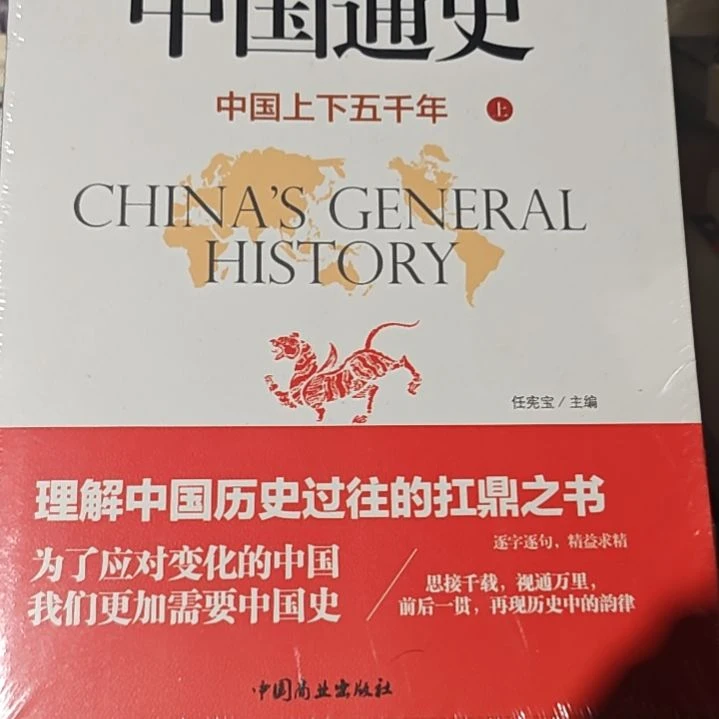 中国通史
中国上下五千年 上
CHINA'S GENERAL
HISTORY
任宪宝／主编
理解中国历史过往的扛鼎之书
为了应对变化的中国
我们更加需要中国史
逐字逐句、精益求精
思接千载，视通万里，
前后一贯，再现历史中的韵律
中国商业出版社